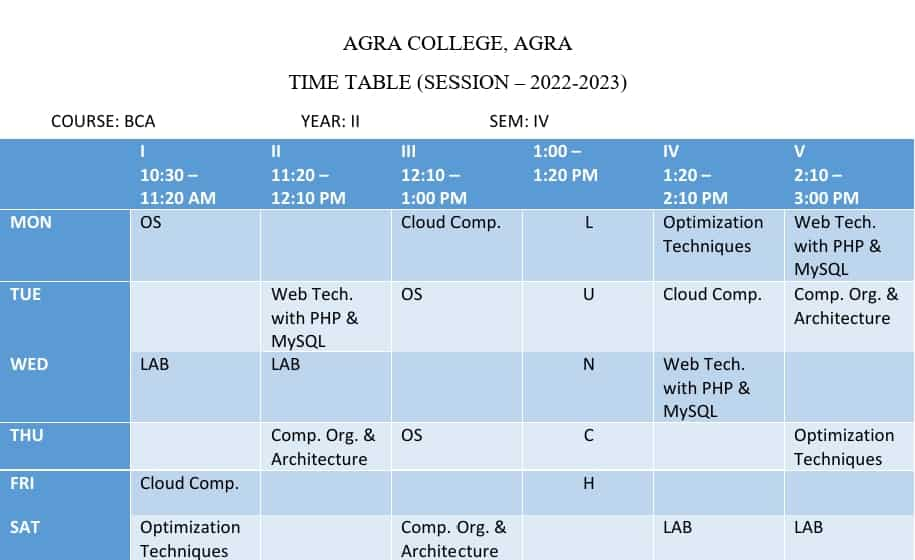 AGRA COLLEGE, AGRA
TIME TABLE (SESSION – 2022-2023)
COURSE: BCA YEAR: II SEM: IV
I II III 1:00 – IV V
10:30 – 11:20 – 12:10 – 1:20 PM 1:20 – 2:10 –
11:20 AM 12:10 PM 1:00 PM 2:10 PM 3:00 PM
MON OS Cloud Comp. L Optimization Web Tech.
Techniques with PHP &
MySQL
TUE Web Tech. OS U Cloud Comp. Comp. Org. &
with PHP & Architecture
MySQL
WED LAB LAB N Web Tech.
with PHP &
MySQL
THU Comp. Org. & OS C Optimization
Architecture Techniques
FRI Cloud Comp. H
SAT Optimization Comp. Org. & LAB LAB
Techniques Architecture